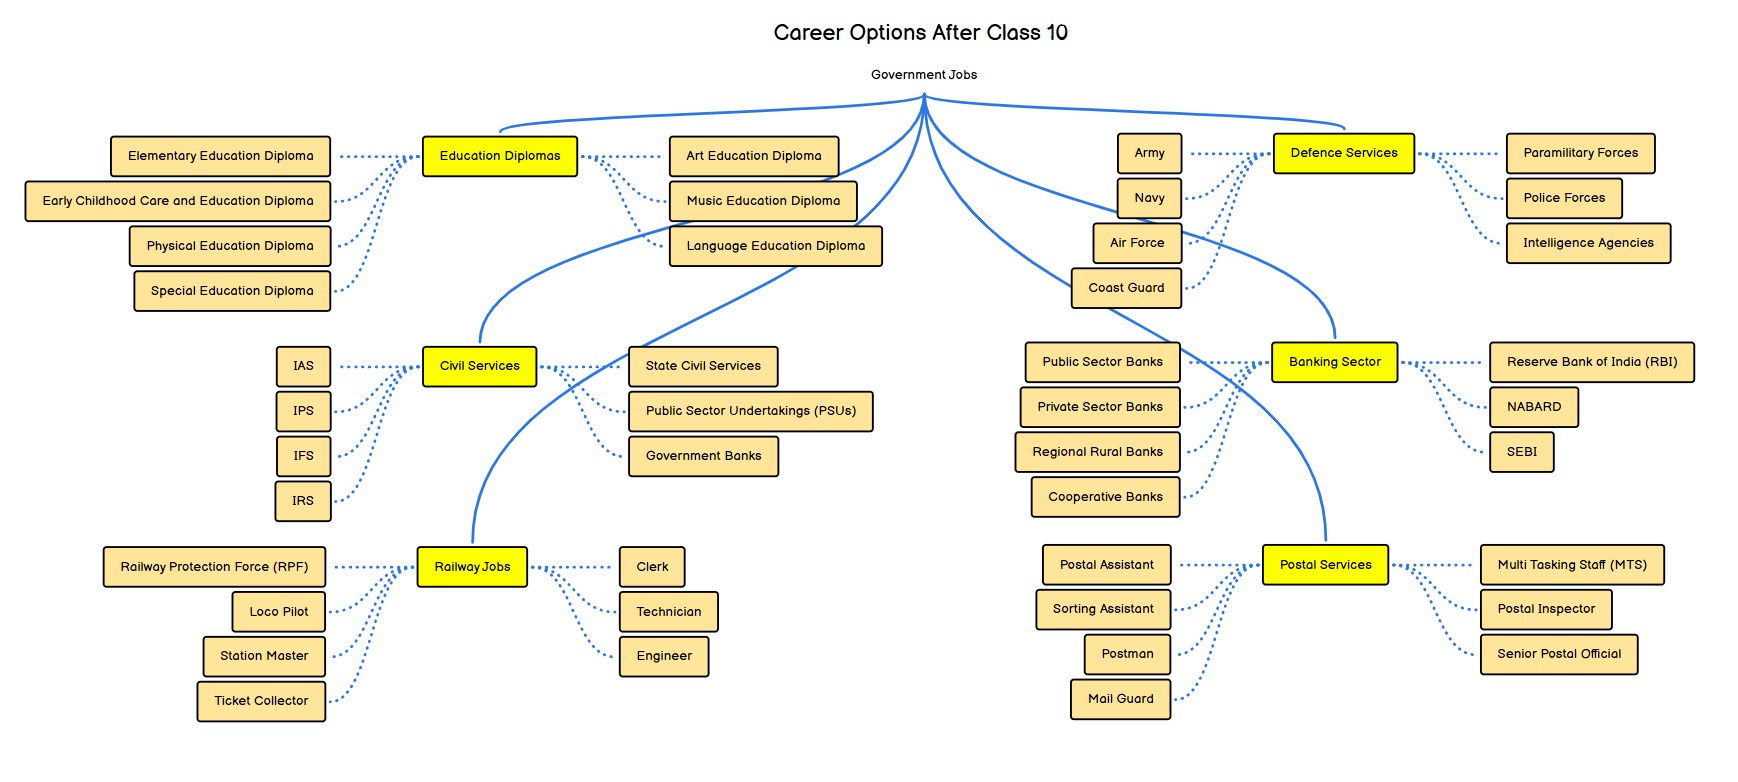 Career Options After Class 10
Government Jobs
Education Diplomas
Elementary Education Diploma
Early Childhood Care and Education Diploma
Physical Education Diploma
Special Education Diploma
Art Education Diploma
Music Education Diploma
Language Education Diploma
Defence Services
Army
Navy
Air Force
Coast Guard
Paramilitary Forces
Police Forces
Intelligence Agencies
Civil Services
IAS
IPS
IFS
IRS
State Civil Services
Public Sector Undertakings (PSUs)
Government Banks
Banking Sector
Public Sector Banks
Private Sector Banks
Regional Rural Banks
Cooperative Banks
Reserve Bank of India (RBI)
NABARD
SEBI
Railway Jobs
Railway Protection Force (RPF)
Loco Pilot
Station Master
Ticket Collector
Clerk
Technician
Engineer
Postal Services
Postal Assistant
Sorting Assistant
Postman
Mail Guard
Multi Tasking Staff (MTS)
Postal Inspector
Senior Postal Official